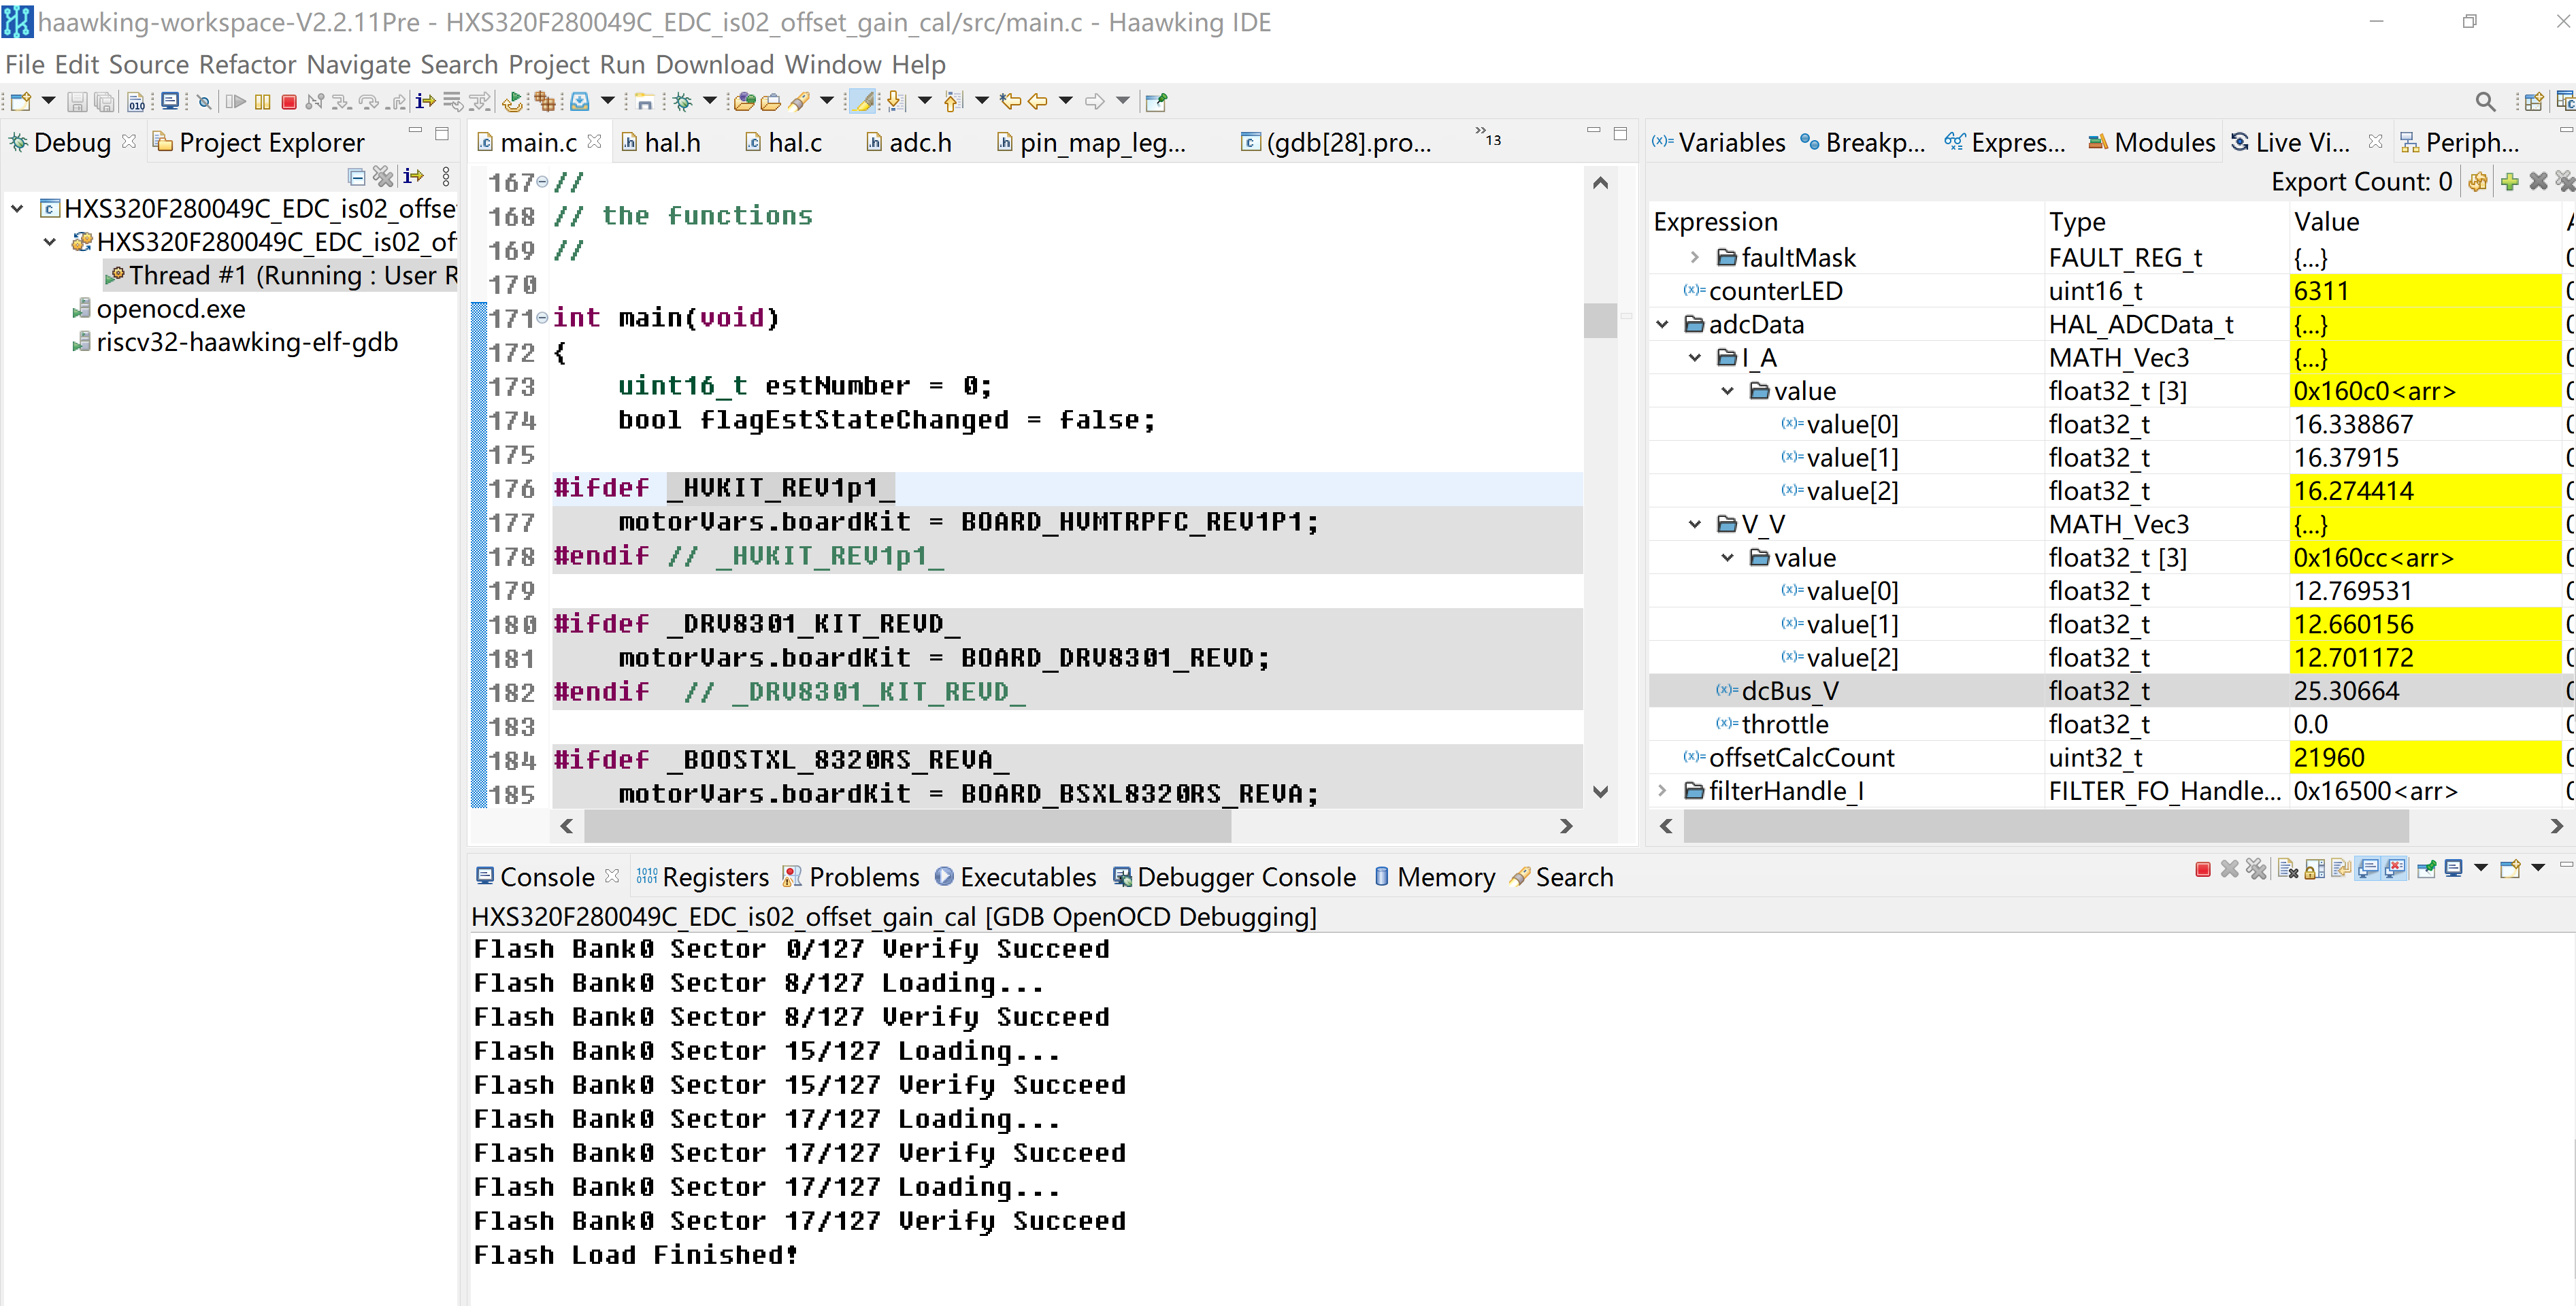 haawking-workspace-V2.2.11Pre - HXS320F280049C_EDC_is02_offset_gain_cal/src/main.c - Haawking IDE
File Edit Source Refactor Navigate Search Project Run Download Window Help
Debug Project Explorer
HXS320F280049C_EDC_is02_offse
HXS320F280049C_EDC_is02_of
Thread #1 (Running : User R
openocd.exe
riscv32-haawking-elf-gdb
main.c hal.h hal.c adc.h pin_map_leg... (gdb[28].pro... »13
167 //
168 // the functions
169 //
170
171 int main(void)
172 {
173 uint16_t estNumber = 0;
174 bool flagEstStateChanged = false;
175
176 #ifdef _HVKIT_REV1p1_
177 motorVars.boardKit = BOARD_HVMTRPFC_REV1P1;
178 #endif // _HVKIT_REV1p1_
179
180 #ifdef _DRV8301_KIT_REVD_
181 motorVars.boardKit = BOARD_DRV8301_REVD;
182 #endif // _DRV8301_KIT_REVD_
183
184 #ifdef _BOOSTXL_8320RS_REVA_
185 motorVars.boardKit = BOARD_BSXL8320RS_REVA;
(x)= Variables Breakp... Expres... Modules Live Vi... Periph...
Export Count: 0
Expression Type Value
faultMask FAULT_REG_t {...}
(x)= counterLED uint16_t 6311
adcData HAL_ADCData_t {...}
I_A MATH_Vec3 {...}
value float32_t [3] 0x160c0<arr>
(x)= value[0] float32_t 16.338867
(x)= value[1] float32_t 16.37915
(x)= value[2] float32_t 16.274414
V_V MATH_Vec3 {...}
value float32_t [3] 0x160cc<arr>
(x)= value[0] float32_t 12.769531
(x)= value[1] float32_t 12.660156
(x)= value[2] float32_t 12.701172
(x)= dcBus_V float32_t 25.30664
(x)= throttle float32_t 0.0
(x)= offsetCalcCount uint32_t 21960
filterHandle_I FILTER_FO_Handle... 0x16500<arr>
Console Registers Problems Executables Debugger Console Memory Search
HXS320F280049C_EDC_is02_offset_gain_cal [GDB OpenOCD Debugging]
Flash Bank0 Sector 0/127 Verify Succeed
Flash Bank0 Sector 8/127 Loading...
Flash Bank0 Sector 8/127 Verify Succeed
Flash Bank0 Sector 15/127 Loading...
Flash Bank0 Sector 15/127 Verify Succeed
Flash Bank0 Sector 17/127 Loading...
Flash Bank0 Sector 17/127 Verify Succeed
Flash Bank0 Sector 17/127 Loading...
Flash Bank0 Sector 17/127 Verify Succeed
Flash Load Finished!